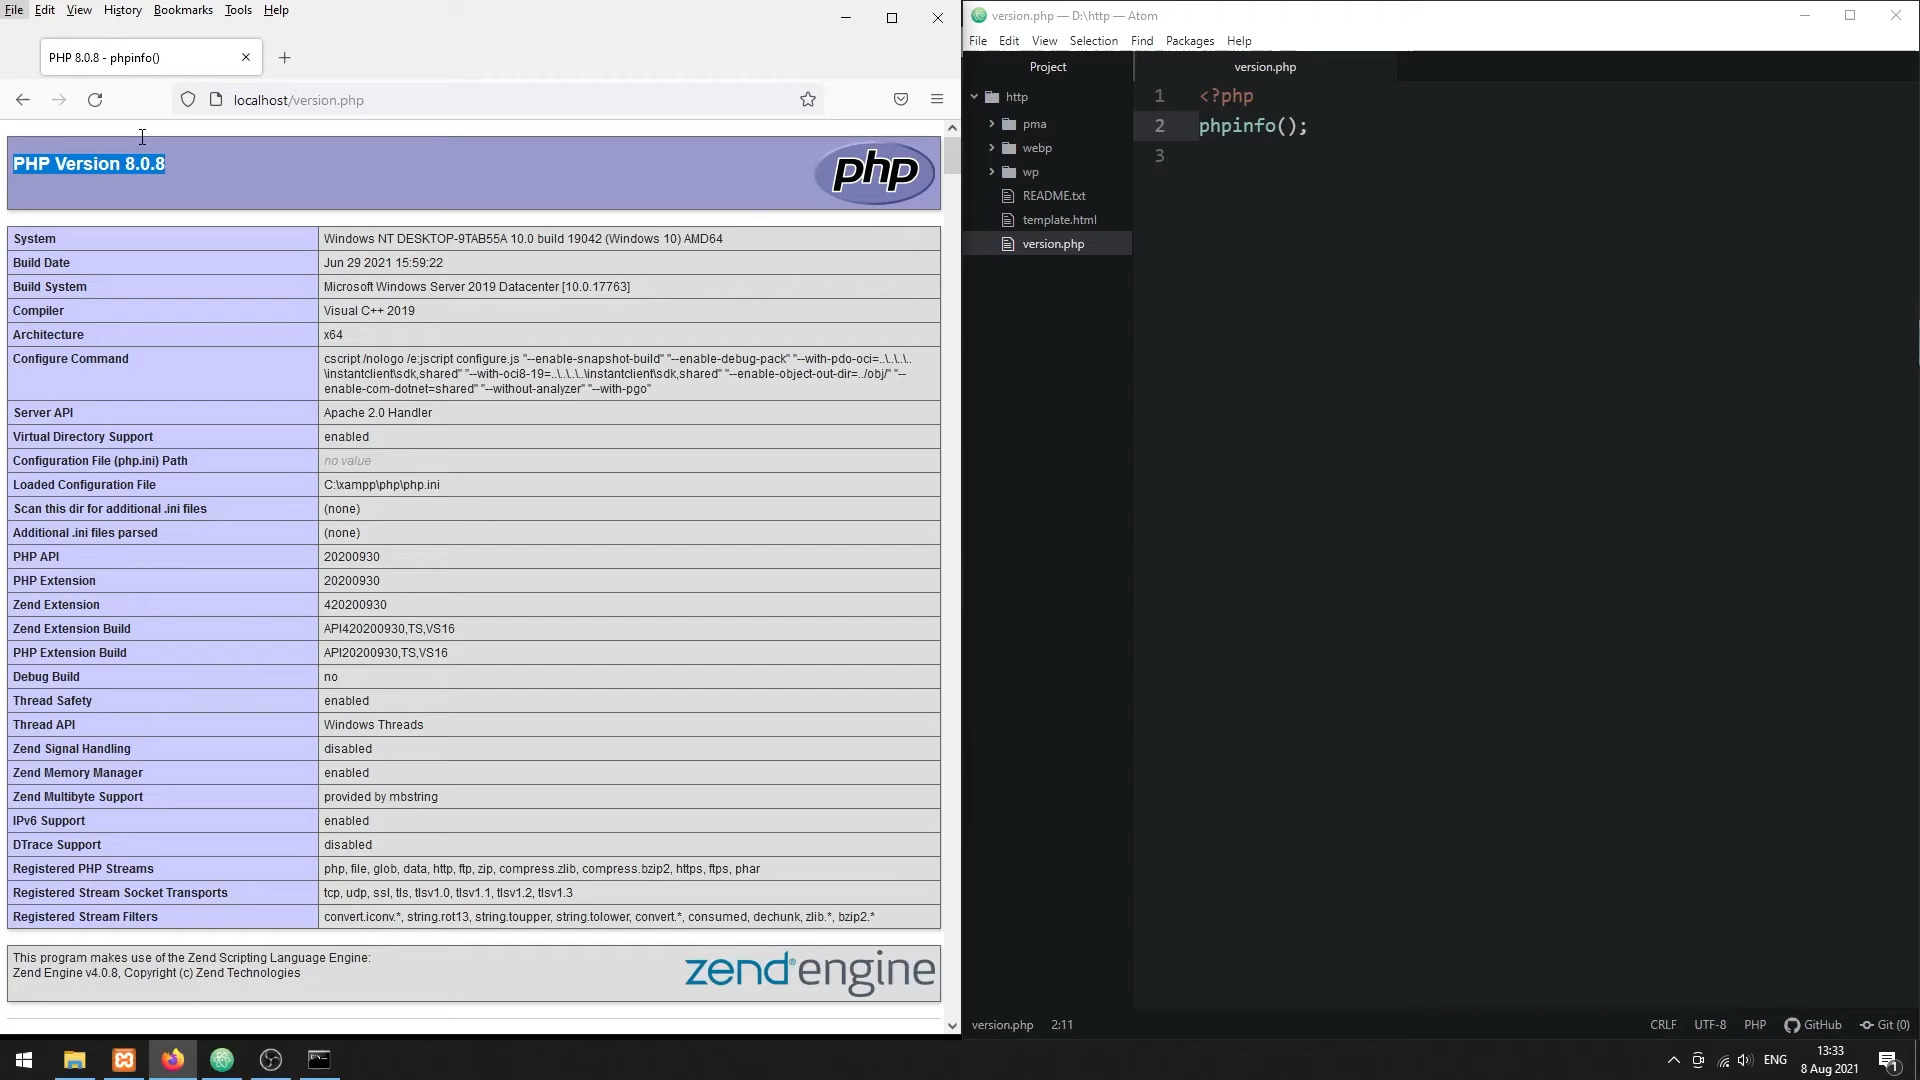 File Edit View History Bookmarks Tools Help
PHP 8.0.8 - phpinfo()
localhost/version.php
PHP Version 8.0.8
php
System Windows NT DESKTOP-9TAB55A 10.0 build 19042 (Windows 10) AMD64
Build Date Jun 29 2021 15:59:22
Build System Microsoft Windows Server 2019 Datacenter [10.0.17763]
Compiler Visual C++ 2019
Architecture x64
Configure Command cscript /nologo /e:jscript configure.js "--enable-snapshot-build" "--enable-debug-pack" "--with-pdo-oci=..\..\..\..
\instantclient\sdk,shared" "--with-oci8-19=..\..\..\..\instantclient\sdk,shared" "--enable-object-out-dir=../obj/" "--
enable-com-dotnet=shared" "--without-analyzer" "--with-pgo"
Server API Apache 2.0 Handler
Virtual Directory Support enabled
Configuration File (php.ini) Path no value
Loaded Configuration File C:\xampp\php\php.ini
Scan this dir for additional .ini files (none)
Additional .ini files parsed (none)
PHP API 20200930
PHP Extension 20200930
Zend Extension 420200930
Zend Extension Build API420200930,TS,VS16
PHP Extension Build API20200930,TS,VS16
Debug Build no
Thread Safety enabled
Thread API Windows Threads
Zend Signal Handling disabled
Zend Memory Manager enabled
Zend Multibyte Support provided by mbstring
IPv6 Support enabled
DTrace Support disabled
Registered PHP Streams php, file, glob, data, http, ftp, zip, compress.zlib, compress.bzip2, https, ftps, phar
Registered Stream Socket Transports tcp, udp, ssl, tls, tlsv1.0, tlsv1.1, tlsv1.2, tlsv1.3
Registered Stream Filters convert.iconv.*, string.rot13, string.toupper, string.tolower, convert.*, consumed, dechunk, zlib.*, bzip2.*
This program makes use of the Zend Scripting Language Engine:
Zend Engine v4.0.8, Copyright (c) Zend Technologies
zend® engine
version.php — D:\http — Atom
File Edit View Selection Find Packages Help
Project
http
pma
webp
wp
README.txt
template.html
version.php
version.php
1 <?php
2 phpinfo();
3
version.php 2:11
CRLF UTF-8 PHP GitHub Git (0)
ENG
13:33
8 Aug 2021
1